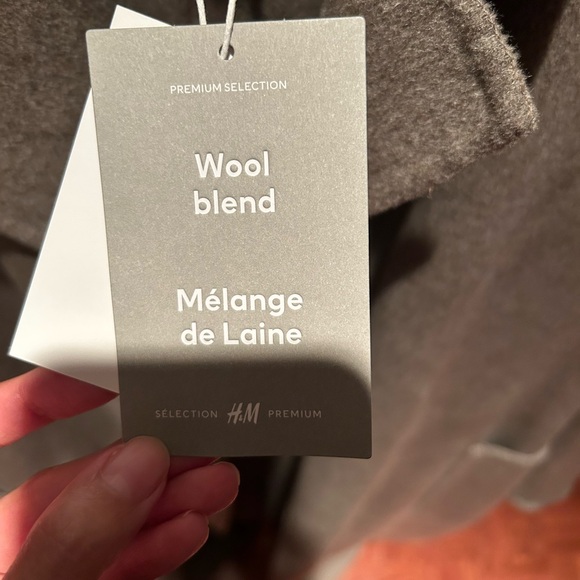 PREMIUM SELECTION
Wool
blend
Mélange
de Laine
SÉLECTION H&M PREMIUM